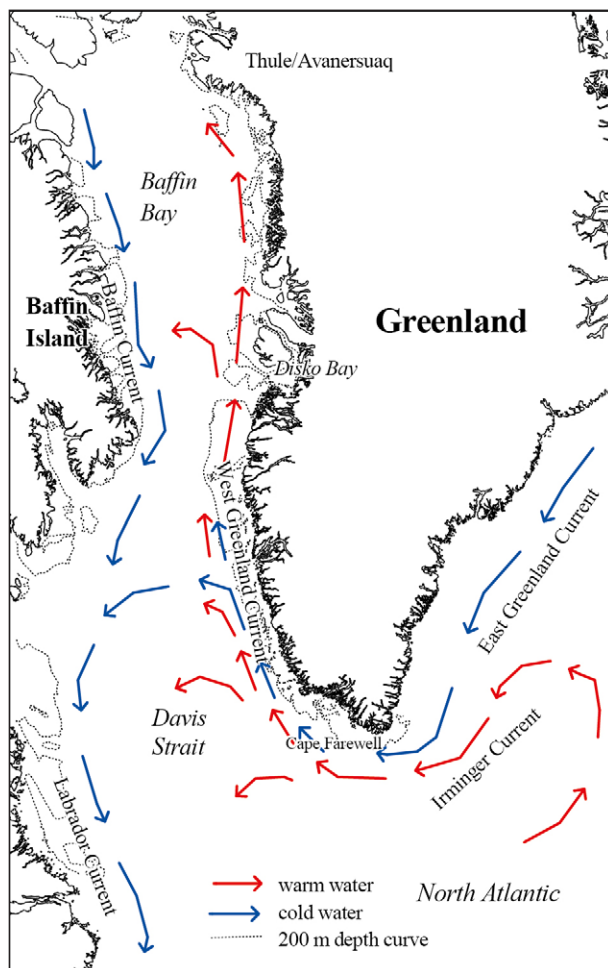 Thule/Avanersuaq
Baffin
Bay
Baffin
Island
Baffin Current
Greenland
Disko Bay
West Greenland Current
East Greenland Current
Davis
Strait
Cape Farewell
Irminger Current
Labrador Current
North Atlantic
warm water
cold water
200 m depth curve